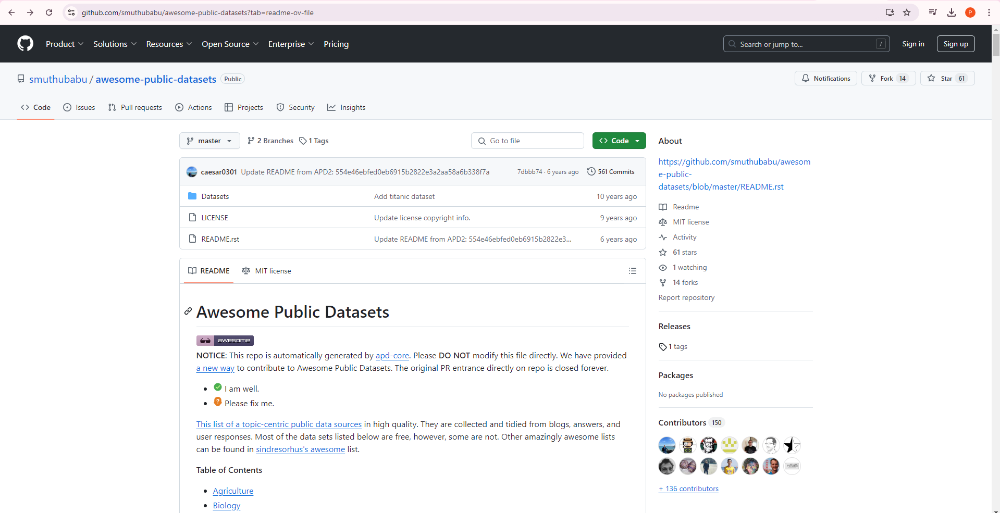 github.com/smuthubabu/awesome-public-datasets?tab=readme-ov-file
P
Product Solutions Resources Open Source Enterprise Pricing
Search or jump to... /
Sign in
Sign up
smuthubabu / awesome-public-datasets Public
Notifications
Fork 14
Star 61
Code Issues Pull requests Actions Projects Security Insights
master 2 Branches 1 Tags
Go to file
Code
caesar0301 Update README from APD2: 554e46ebfed0eb6915b2822e3a2aa58a6b338f7a 7dbbb74 · 6 years ago 561 Commits
Datasets Add titanic dataset 10 years ago
LICENSE Update license copyright info. 9 years ago
README.rst Update README from APD2: 554e46ebfed0eb6915b2822e3... 6 years ago
README MIT license
Awesome Public Datasets
awesome
NOTICE: This repo is automatically generated by apd-core. Please DO NOT modify this file directly. We have provided
a new way to contribute to Awesome Public Datasets. The original PR entrance directly on repo is closed forever.
• I am well.
• ? Please fix me.
This list of a topic-centric public data sources in high quality. They are collected and tidied from blogs, answers, and
user responses. Most of the data sets listed below are free, however, some are not. Other amazingly awesome lists
can be found in sindresorhus's awesome list.
Table of Contents
• Agriculture
• Biology
About
https://github.com/smuthubabu/awesom
e-public-
datasets/blob/master/README.rst
Readme
MIT license
Activity
61 stars
1 watching
14 forks
Report repository
Releases
1 tags
Packages
No packages published
Contributors 150
+ 136 contributors